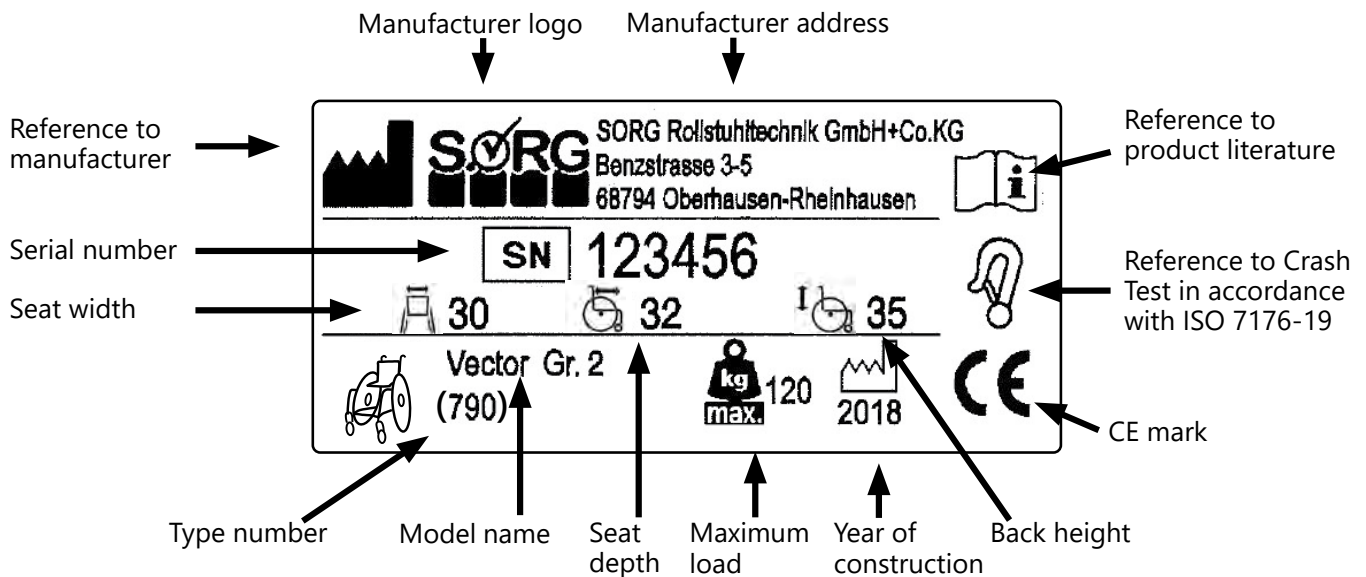 Manufacturer logo
Manufacturer address
Reference to
manufacturer
SORG
SORG Rollstuhltechnik GmbH+Co.KG
Benzstrasse 3-5
68794 Oberhausen-Rheinhausen
i
Reference to
product literature
Serial number
SN 123456
Reference to Crash
Test in accordance
with ISO 7176-19
Seat width
30 32 35
Vector Gr. 2
(790)
kg
max.
120
2018
CE
CE mark
Type number
Model name
Seat
depth
Maximum
load
Year of
construction
Back height